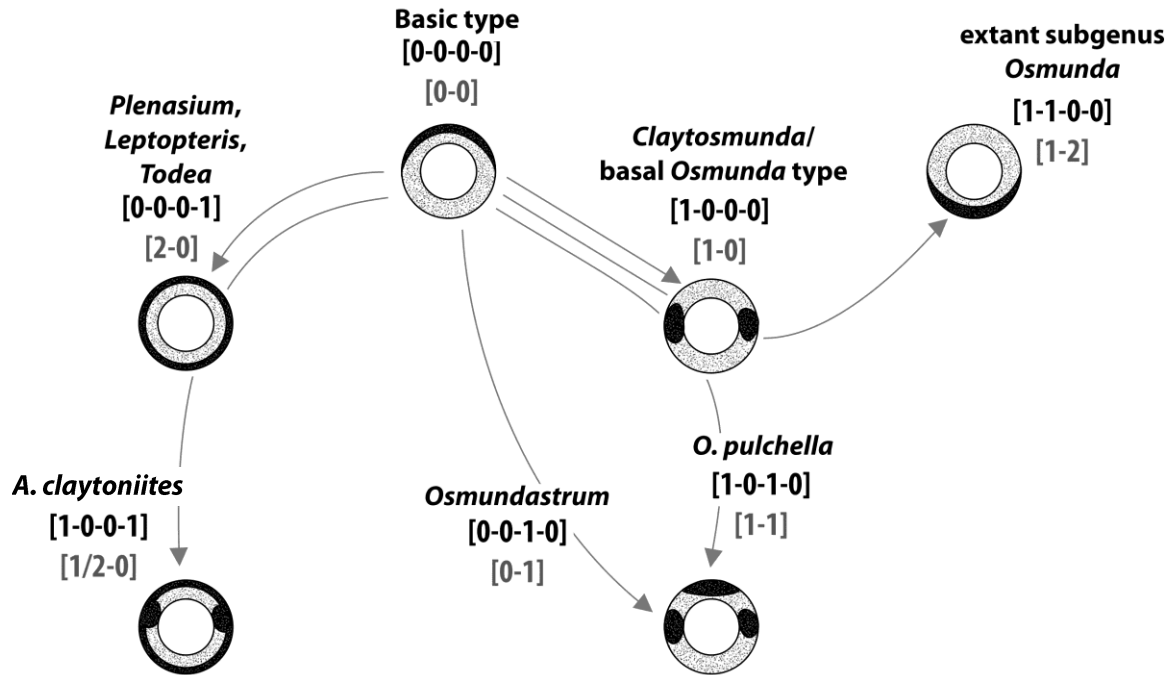 Basic type
[0-0-0-0]
[0-0]
extant subgenus
Osmunda
[1-1-0-0]
[1-2]
Plenasium,
Leptopteris,
Todea
[0-0-0-1]
[2-0]
Claytosmunda/
basal Osmunda type
[1-0-0-0]
[1-0]
A. claytoniites
[1-0-0-1]
[1/2-0]
Osmundastrum
[0-0-1-0]
[0-1]
O. pulchella
[1-0-1-0]
[1-1]